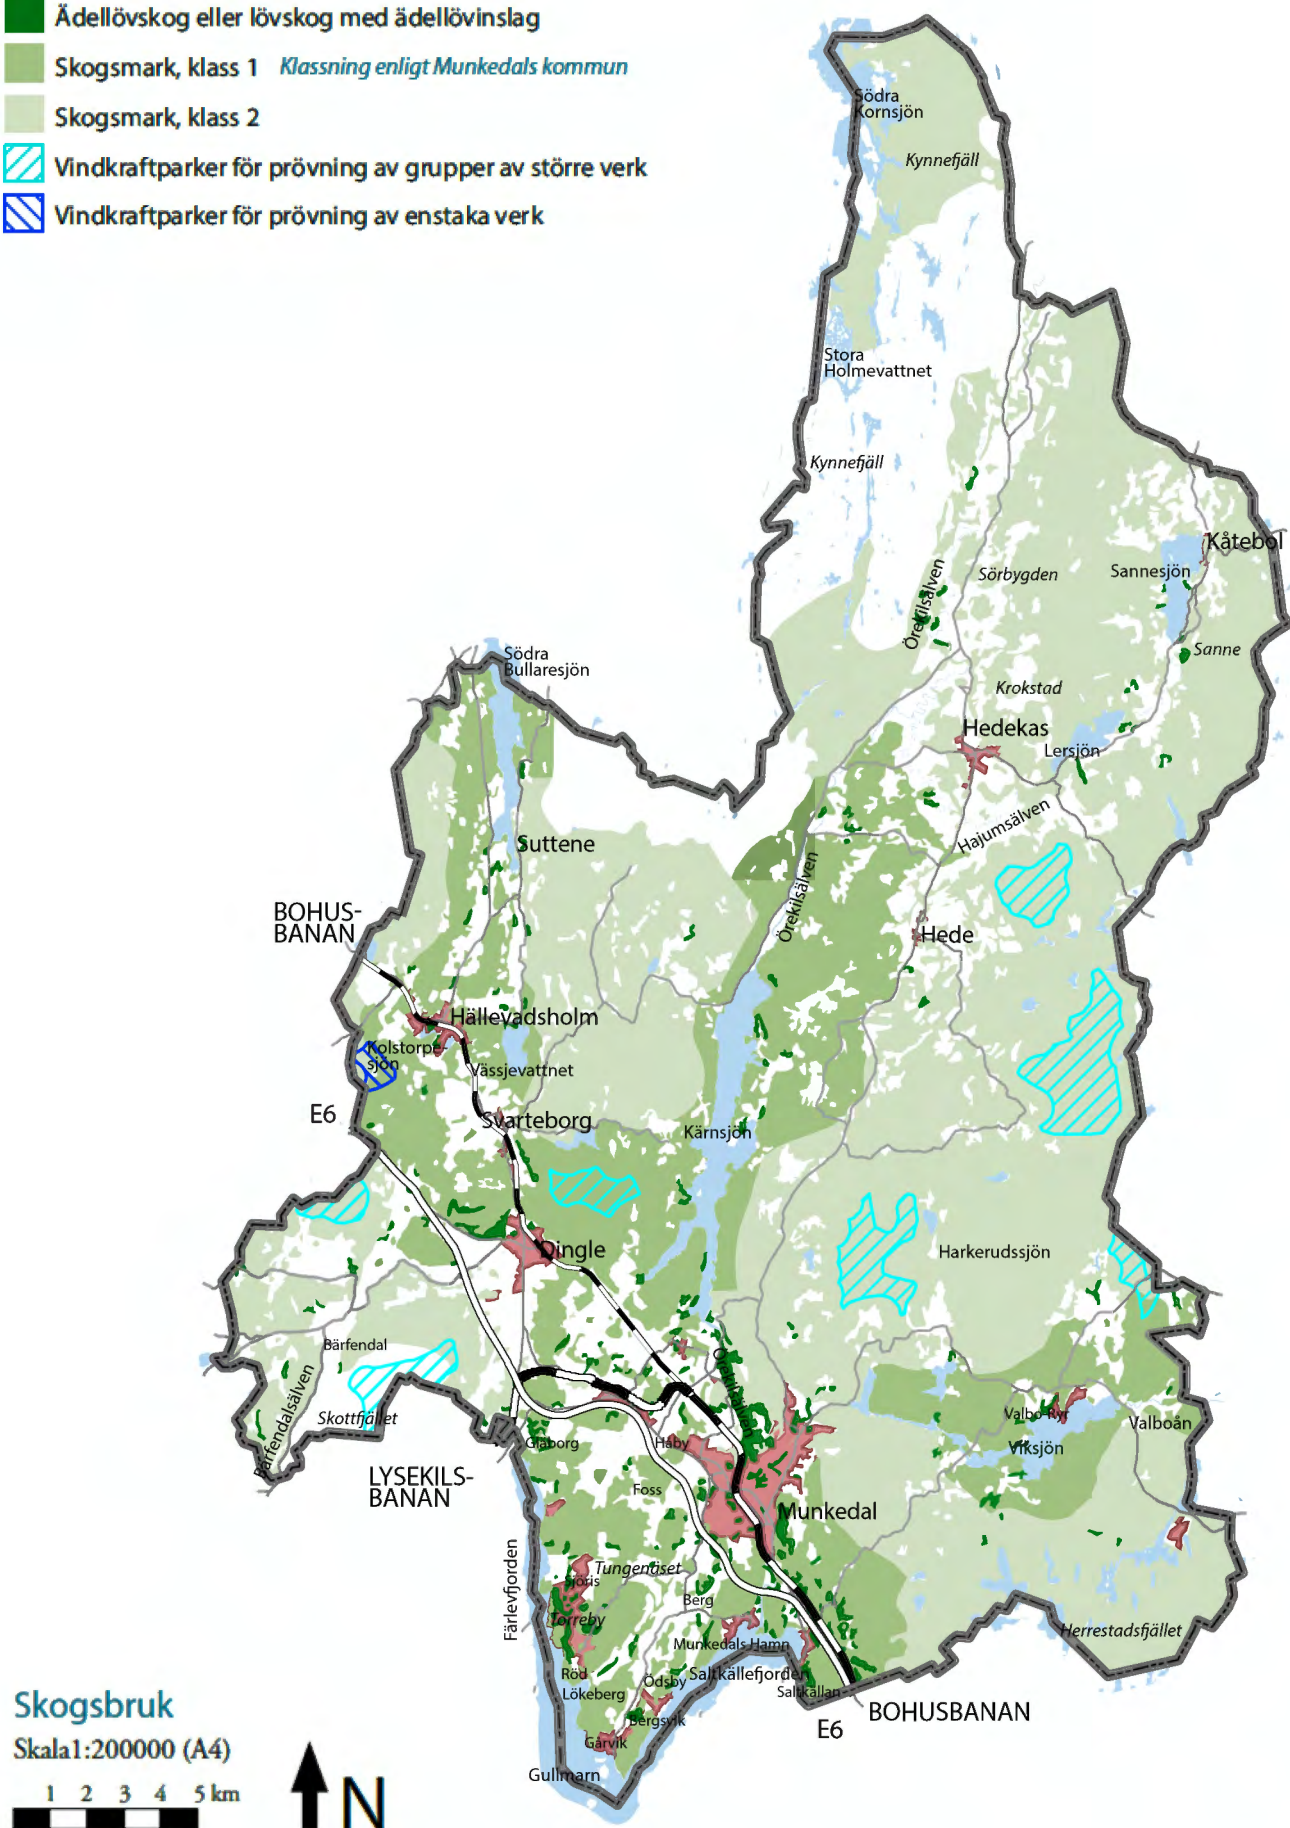 Ädellövskog eller lövskog med ädellövinslag
Skogsmark, klass 1 Klassning enligt Munkedals kommun
Skogsmark, klass 2
Vindkraftparker för prövning av grupper av större verk
Vindkraftparker för prövning av enstaka verk
Södra
Kornsjön
Kynnefjäll
Stora
Holmevattnet
Kynnefjäll
Kåtebol
Sannesjön
Sörbygden
Örekilsälven
Sanne
Södra
Bullaresjön
Krokstad
Hedekas
Lersjön
Hajumsälven
Suttene
Örekilsälven
BOHUS-
BANAN
Hede
Hällevadsholm
Kolstorpe-
sjön
Vässjevattnet
E6
Svarteborg
Kärnsjön
Dingle
Harkerudssjön
Bärfendal
Örekilsälven
Bärfendalsälven
Skottfjället
Valbo-Ryr
Valboån
Gläborg
Håby
Viksjön
LYSEKILS-
BANAN
Foss
Munkedal
Färlevfjorden
Tungenäset
Sjöris
Torreby
Berg
Herrestadsfjället
Munkedals Hamn
Röd
Ödsby
Saltkällefjorden
Lökeberg
Saltkällan
Bergsvik
BOHUSBANAN
E6
Gårvik
Gullmarn
Skogsbruk
Skala1:200000 (A4)
1 2 3 4 5 km
N